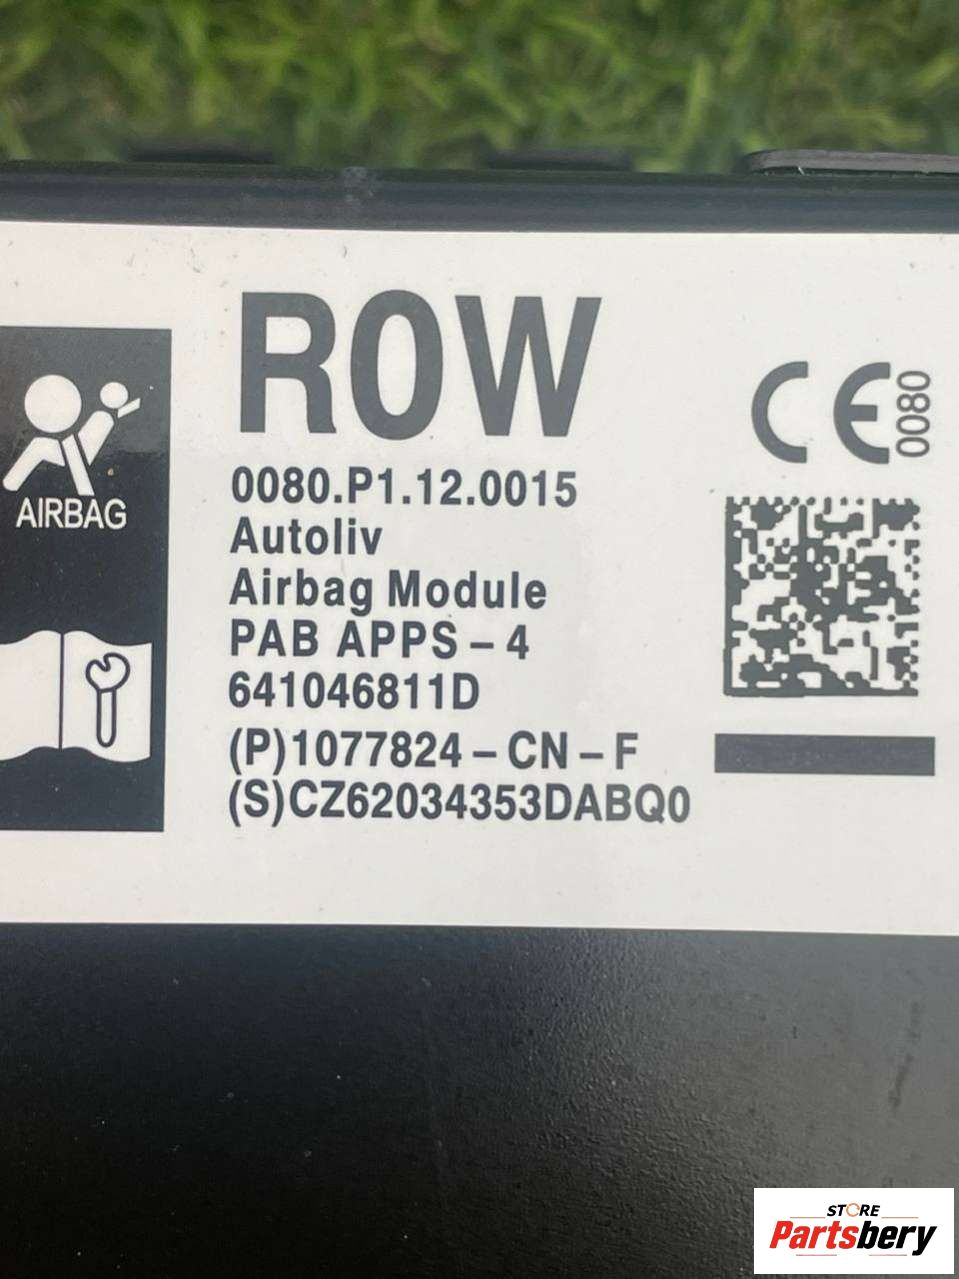 ROW
CE 0080
0080.P1.12.0015
Autoliv
Airbag Module
PAB APPS - 4
641046811D
(P)1077824 - CN - F
(S)CZ62034353DABQ0
AIRBAG
STORE
Partsbery